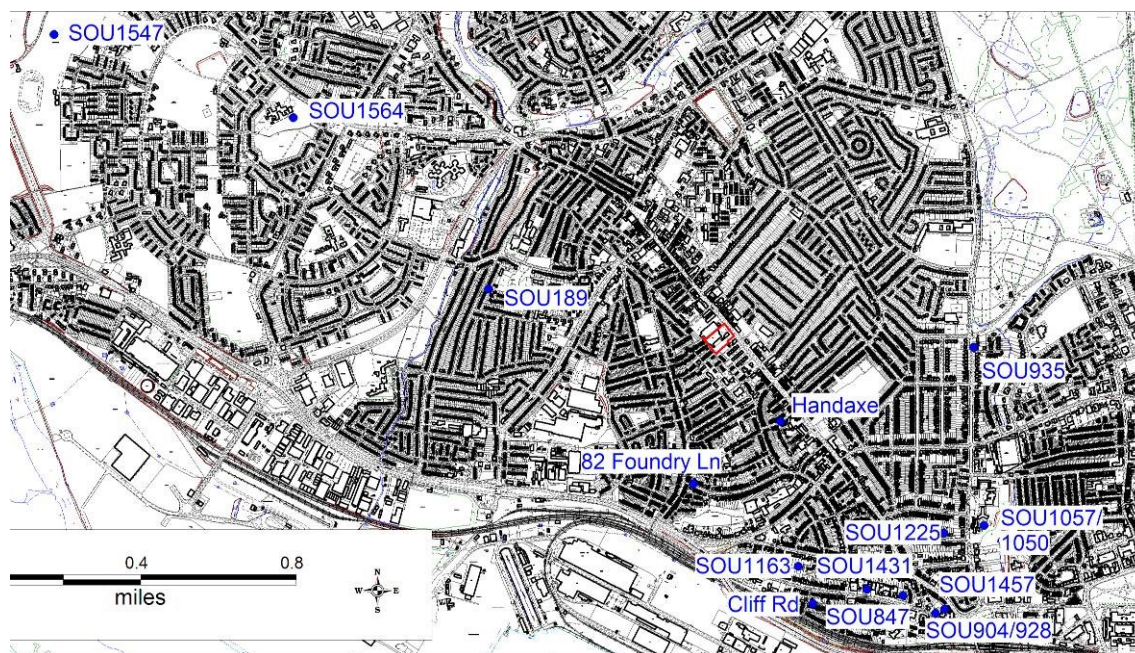 SOU1547
SOU1564
SOU189
SOU935
Handaxe
82 Foundry Ln
SOU1057/
1050
SOU1225
SOU1163
SOU1431
SOU1457
Cliff Rd
SOU847
SOU904/928
0.4
0.8
miles
N
W
E
S